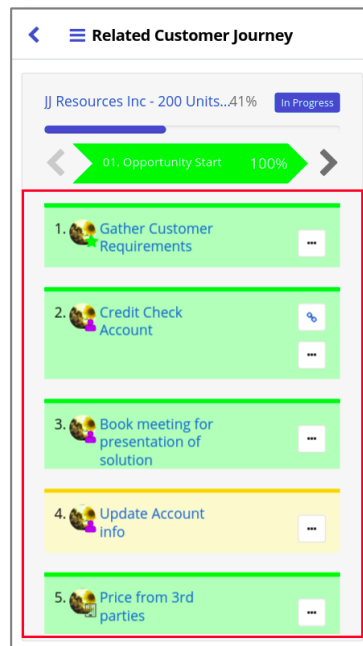 Related Customer Journey
JJ Resources Inc - 200 Units...41% In Progress
01. Opportunity Start 100%
1. Gather Customer
Requirements
2. Credit Check
Account
3. Book meeting for
presentation of
solution
4. Update Account
info
5. Price from 3rd
parties